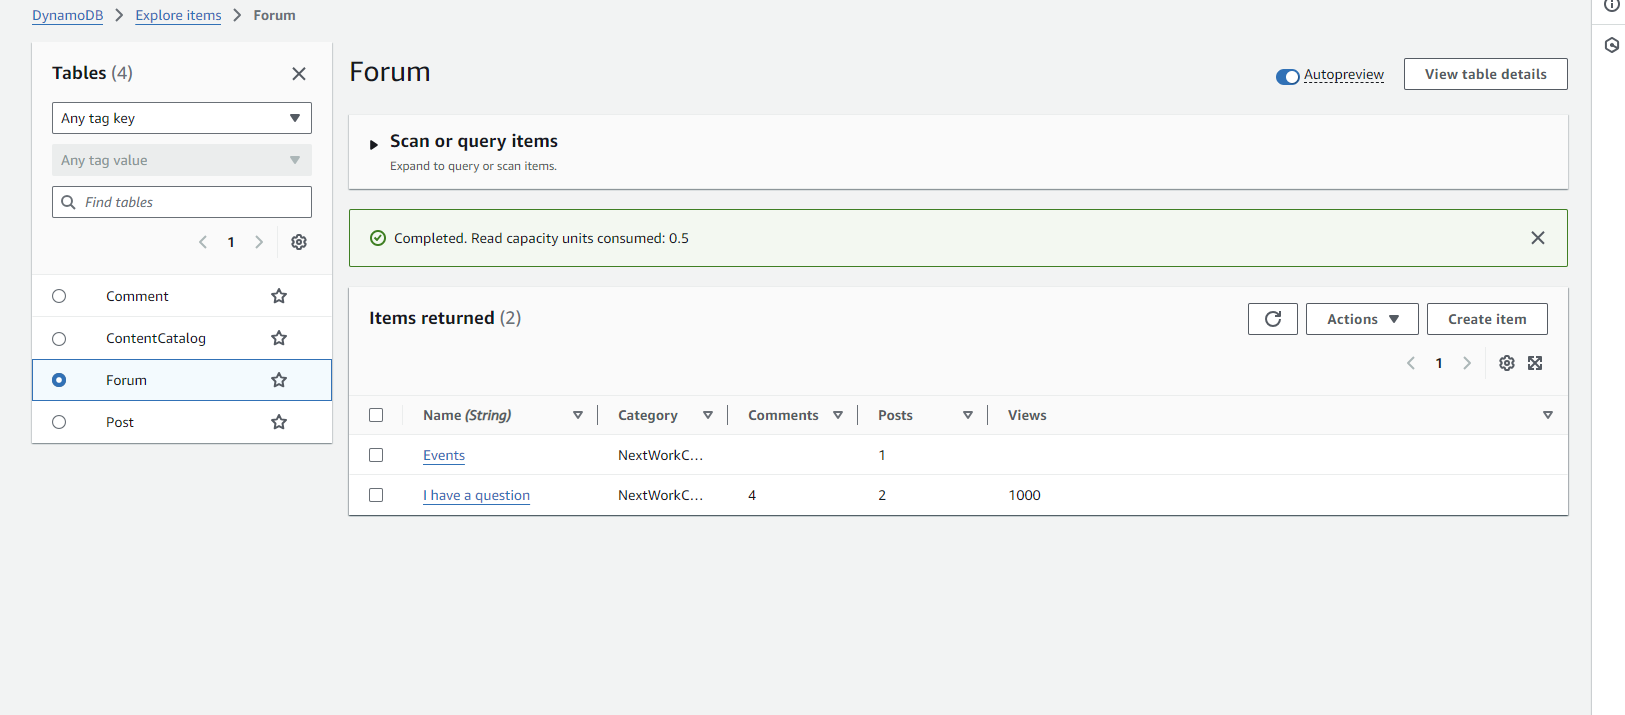 DynamoDB > Explore items > Forum
Tables (4)
Any tag key
Any tag value
Find tables
1
Comment
ContentCatalog
Forum
Post
Forum
Autopreview
View table details
Scan or query items
Expand to query or scan items.
Completed. Read capacity units consumed: 0.5
Items returned (2)
Actions
Create item
1
Name (String) Category Comments Posts Views
Events NextWorkC... 1
I have a question NextWorkC... 4 2 1000